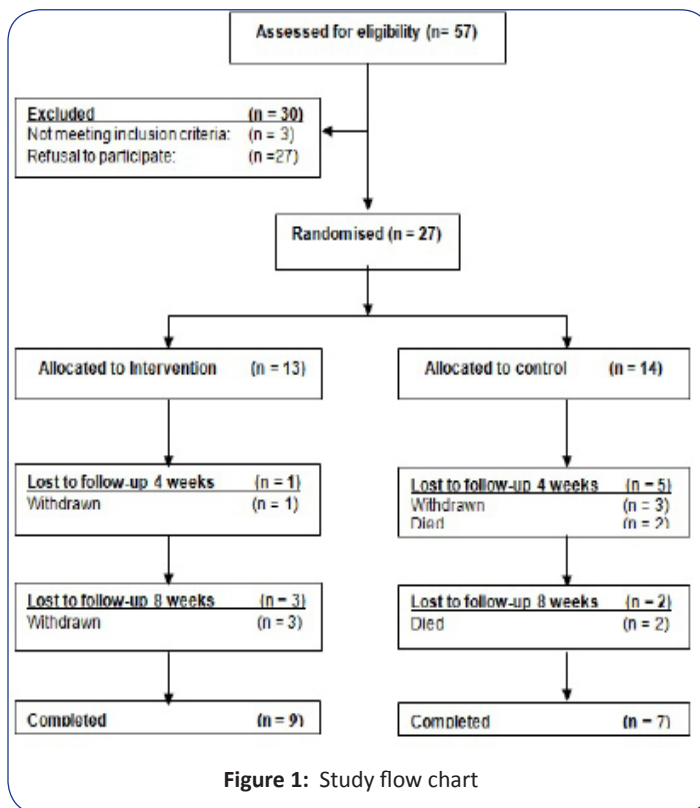 Assessed for eligibility (n= 57)
Excluded (n = 30)
Not meeting inclusion criteria: (n = 3)
Refusal to participate: (n =27)
Randomised (n = 27)
Allocated to Intervention (n = 13)
Allocated to control (n = 14)
Lost to follow-up 4 weeks (n = 1)
Withdrawn (n = 1)
Lost to follow-up 4 weeks (n = 5)
Withdrawn (n = 3)
Died (n = 2)
Lost to follow-up 8 weeks (n = 3)
Withdrawn (n = 3)
Lost to follow-up 8 weeks (n = 2)
Died (n = 2)
Completed (n = 9)
Completed (n = 7)
Figure 1: Study flow chart